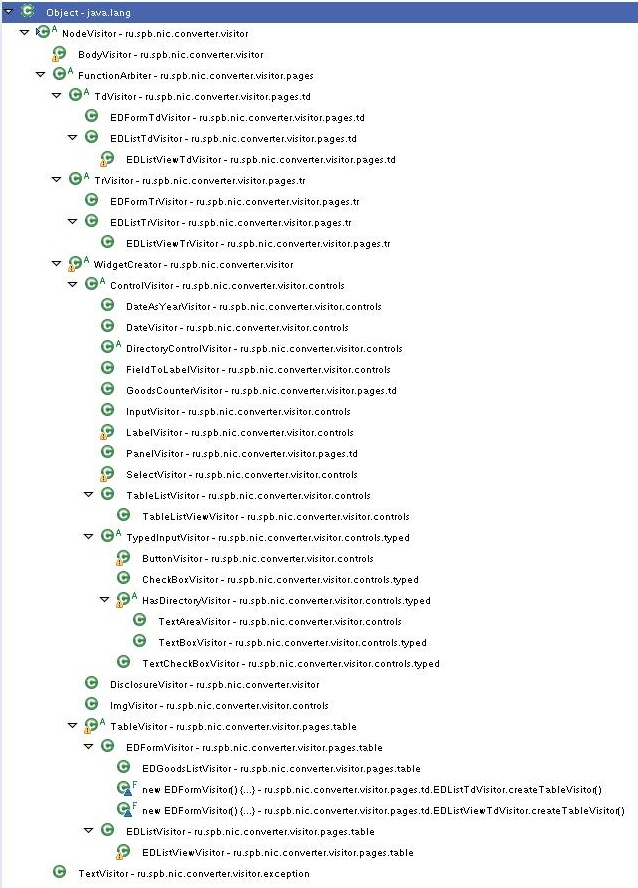 Object - java.lang
A NodeVisitor - ru.spb.nic.converter.visitor
BodyVisitor - ru.spb.nic.converter.visitor
A FunctionArbiter - ru.spb.nic.converter.visitor.pages
A TdVisitor - ru.spb.nic.converter.visitor.pages.td
EDFormTdVisitor - ru.spb.nic.converter.visitor.pages.td
EDListTdVisitor - ru.spb.nic.converter.visitor.pages.td
EDListViewTdVisitor - ru.spb.nic.converter.visitor.pages.td
A TrVisitor - ru.spb.nic.converter.visitor.pages.tr
EDFormTrVisitor - ru.spb.nic.converter.visitor.pages.tr
EDListTrVisitor - ru.spb.nic.converter.visitor.pages.tr
EDListViewTrVisitor - ru.spb.nic.converter.visitor.pages.tr
A WidgetCreator - ru.spb.nic.converter.visitor
A ControlVisitor - ru.spb.nic.converter.visitor.controls
DateAsYearVisitor - ru.spb.nic.converter.visitor.controls
DateVisitor - ru.spb.nic.converter.visitor.controls
A DirectoryControlVisitor - ru.spb.nic.converter.visitor.controls
FieldToLabelVisitor - ru.spb.nic.converter.visitor.controls
GoodsCounterVisitor - ru.spb.nic.converter.visitor.pages.td
InputVisitor - ru.spb.nic.converter.visitor.controls
LabelVisitor - ru.spb.nic.converter.visitor.controls
PanelVisitor - ru.spb.nic.converter.visitor.pages.td
SelectVisitor - ru.spb.nic.converter.visitor.controls
TableListVisitor - ru.spb.nic.converter.visitor.controls
TableListViewVisitor - ru.spb.nic.converter.visitor.controls
A TypedInputVisitor - ru.spb.nic.converter.visitor.controls.typed
ButtonVisitor - ru.spb.nic.converter.visitor.controls
CheckBoxVisitor - ru.spb.nic.converter.visitor.controls.typed
A HasDirectoryVisitor - ru.spb.nic.converter.visitor.controls.typed
TextAreaVisitor - ru.spb.nic.converter.visitor.controls
TextBoxVisitor - ru.spb.nic.converter.visitor.controls.typed
TextCheckBoxVisitor - ru.spb.nic.converter.visitor.controls.typed
DisclosureVisitor - ru.spb.nic.converter.visitor
ImgVisitor - ru.spb.nic.converter.visitor.controls
A TableVisitor - ru.spb.nic.converter.visitor.pages.table
EDFormVisitor - ru.spb.nic.converter.visitor.pages.table
EDGoodsListVisitor - ru.spb.nic.converter.visitor.pages.table
F new EDFormVisitor() {...} - ru.spb.nic.converter.visitor.pages.td.EDListTdVisitor.createTableVisitor()
F new EDFormVisitor() {...} - ru.spb.nic.converter.visitor.pages.td.EDListViewTdVisitor.createTableVisitor()
EDListVisitor - ru.spb.nic.converter.visitor.pages.table
EDListViewVisitor - ru.spb.nic.converter.visitor.pages.table
TextVisitor - ru.spb.nic.converter.visitor.exception